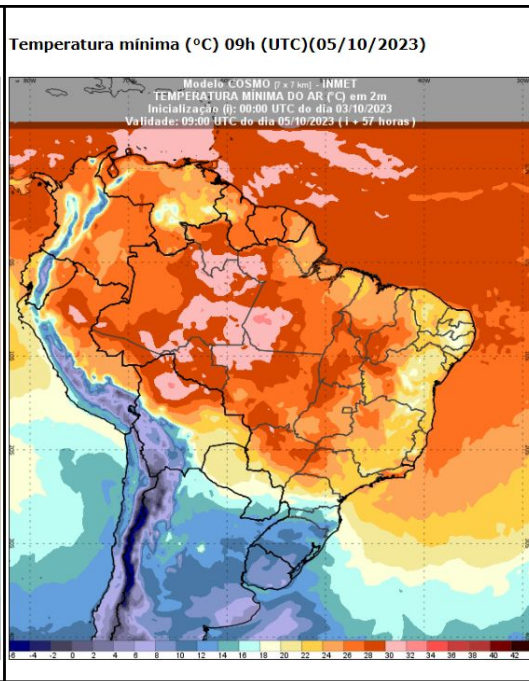 Temperatura mínima (°C) 09h (UTC)(05/10/2023)
Modelo COSMO [7 x 7 km] - INMET
TEMPERATURA MÍNIMA DO AR (°C) em 2m
Inicialização (i): 00:00 UTC do dia 03/10/2023
Validade: 09:00 UTC do dia 05/10/2023 ( i + 57 horas )
-6 -4 -2 0 2 4 6 8 10 12 14 16 18 20 22 24 25 26 28 30 32 34 36 38 40 42